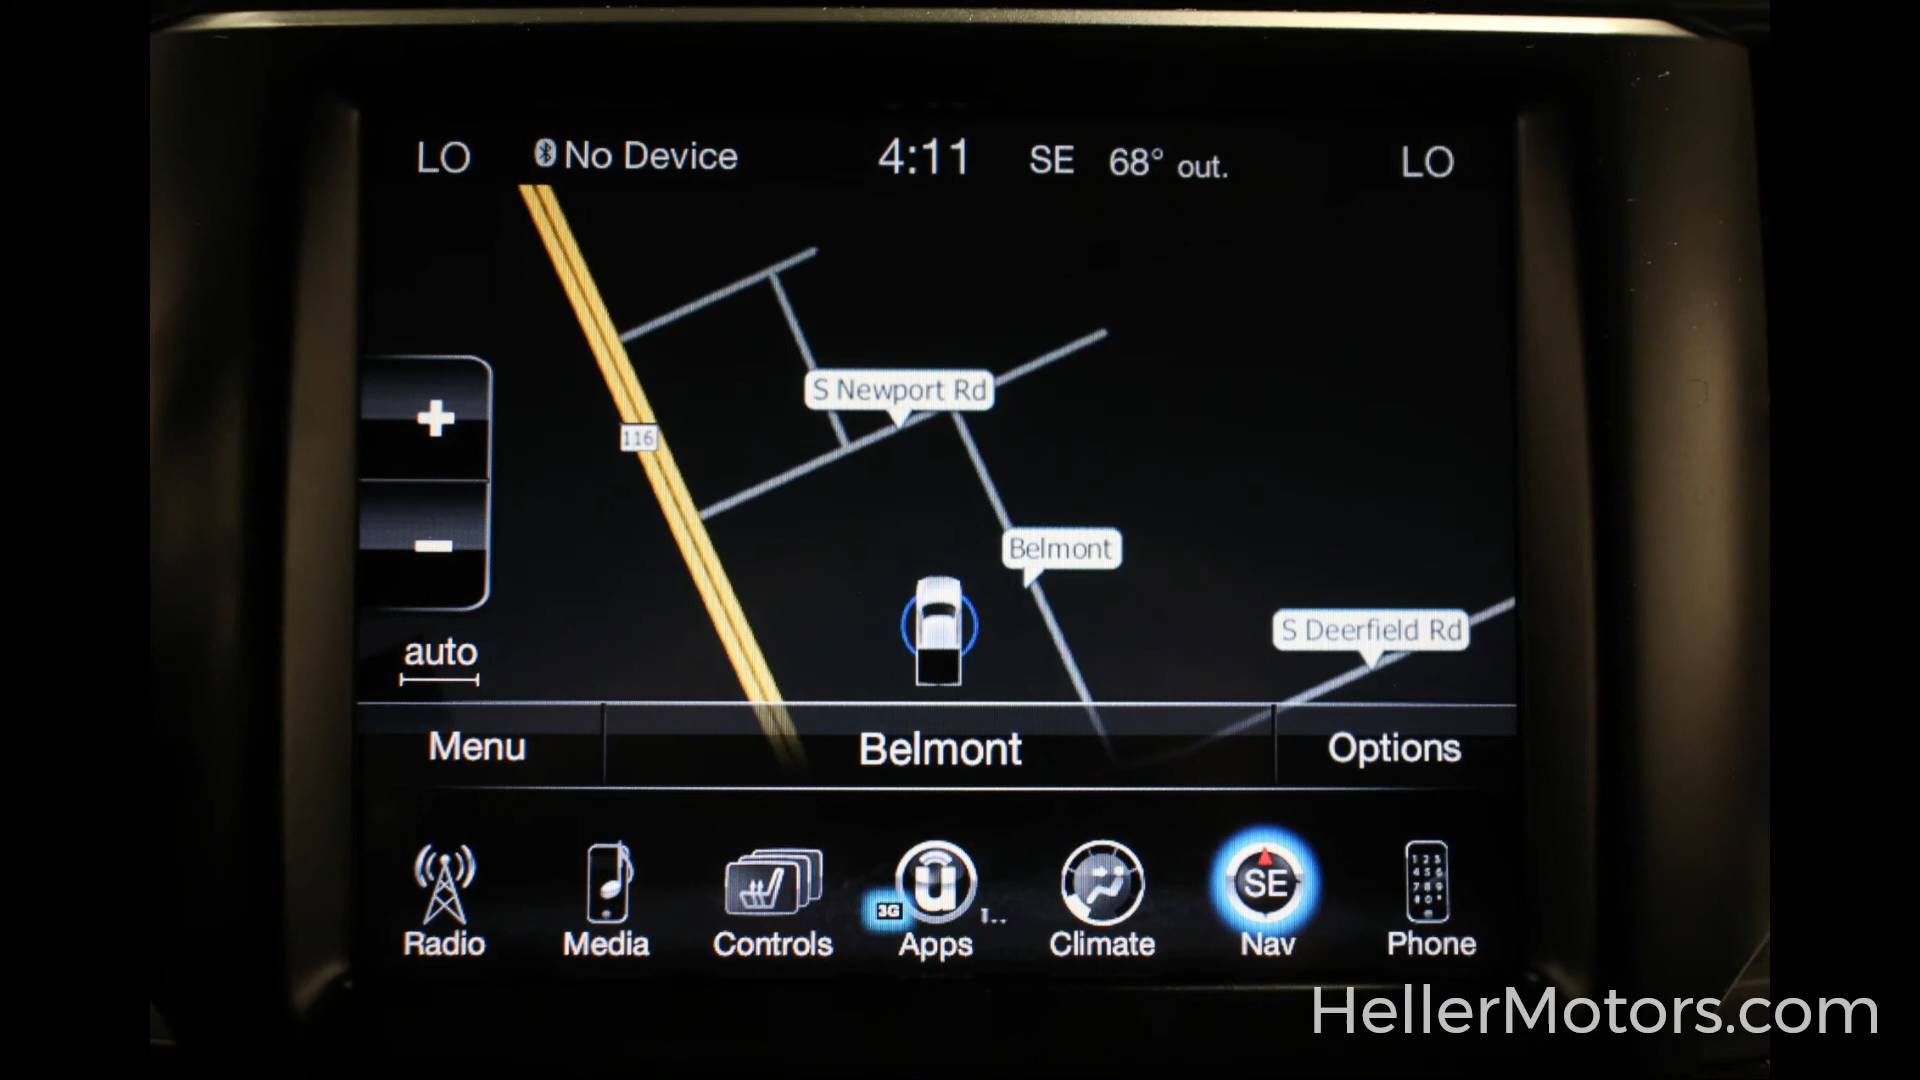 LO No Device 4:11 SE 68° out. LO
S Newport Rd
116
Belmont
S Deerfield Rd
auto
Menu Belmont Options
3G
SE
Radio Media Controls Apps Climate Nav Phone
HellerMotors.com